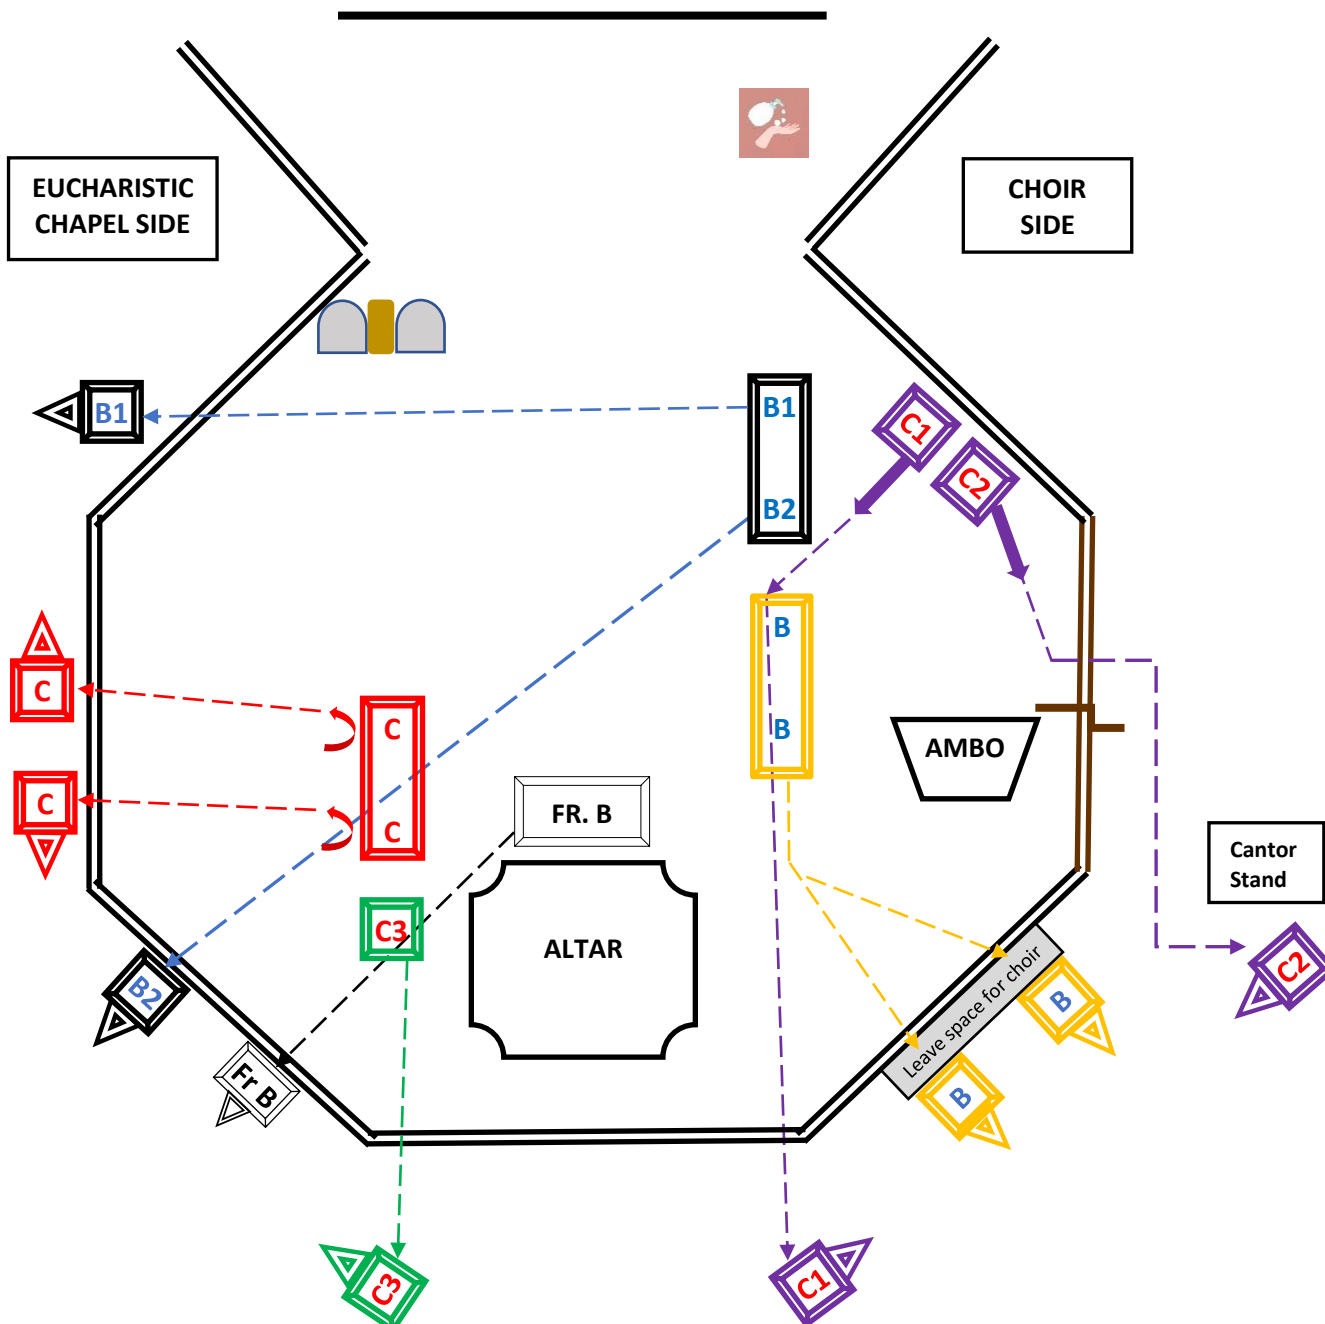 EUCHARISTIC
CHAPEL SIDE
CHOIR
SIDE
B1
B1
B2
C1
C2
B
B
C
C
C
C
FR. B
AMBO
Cantor
Stand
C3
ALTAR
Leave space for choir
C2
B2
B
B
Fr B
C3
C1